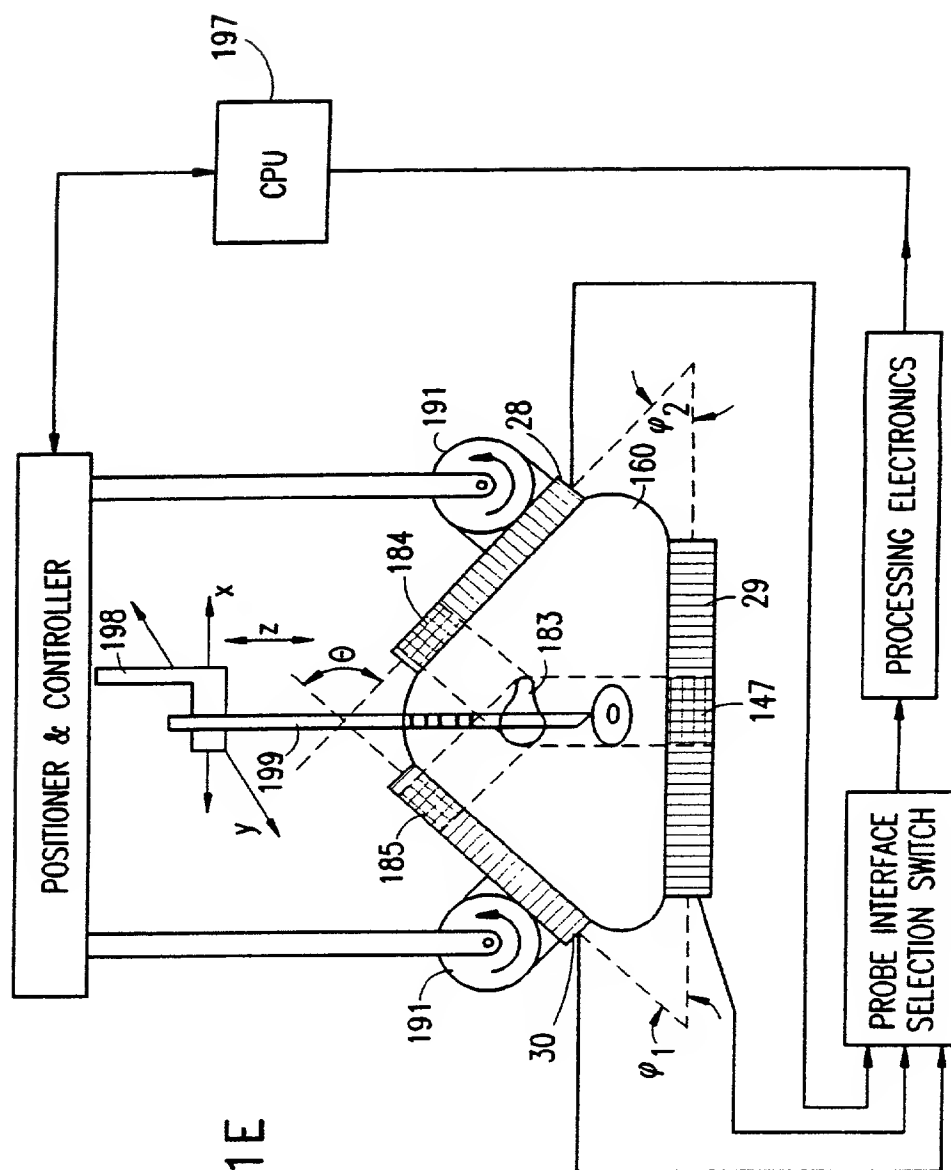 197
CPU
POSITIONER & CONTROLLER
198
x
z
θ
y
199
191
28
184
185
183
191
30
φ2
160
29
147
φ1
PROCESSING ELECTRONICS
PROBE INTERFACE
SELECTION SWITCH
1E